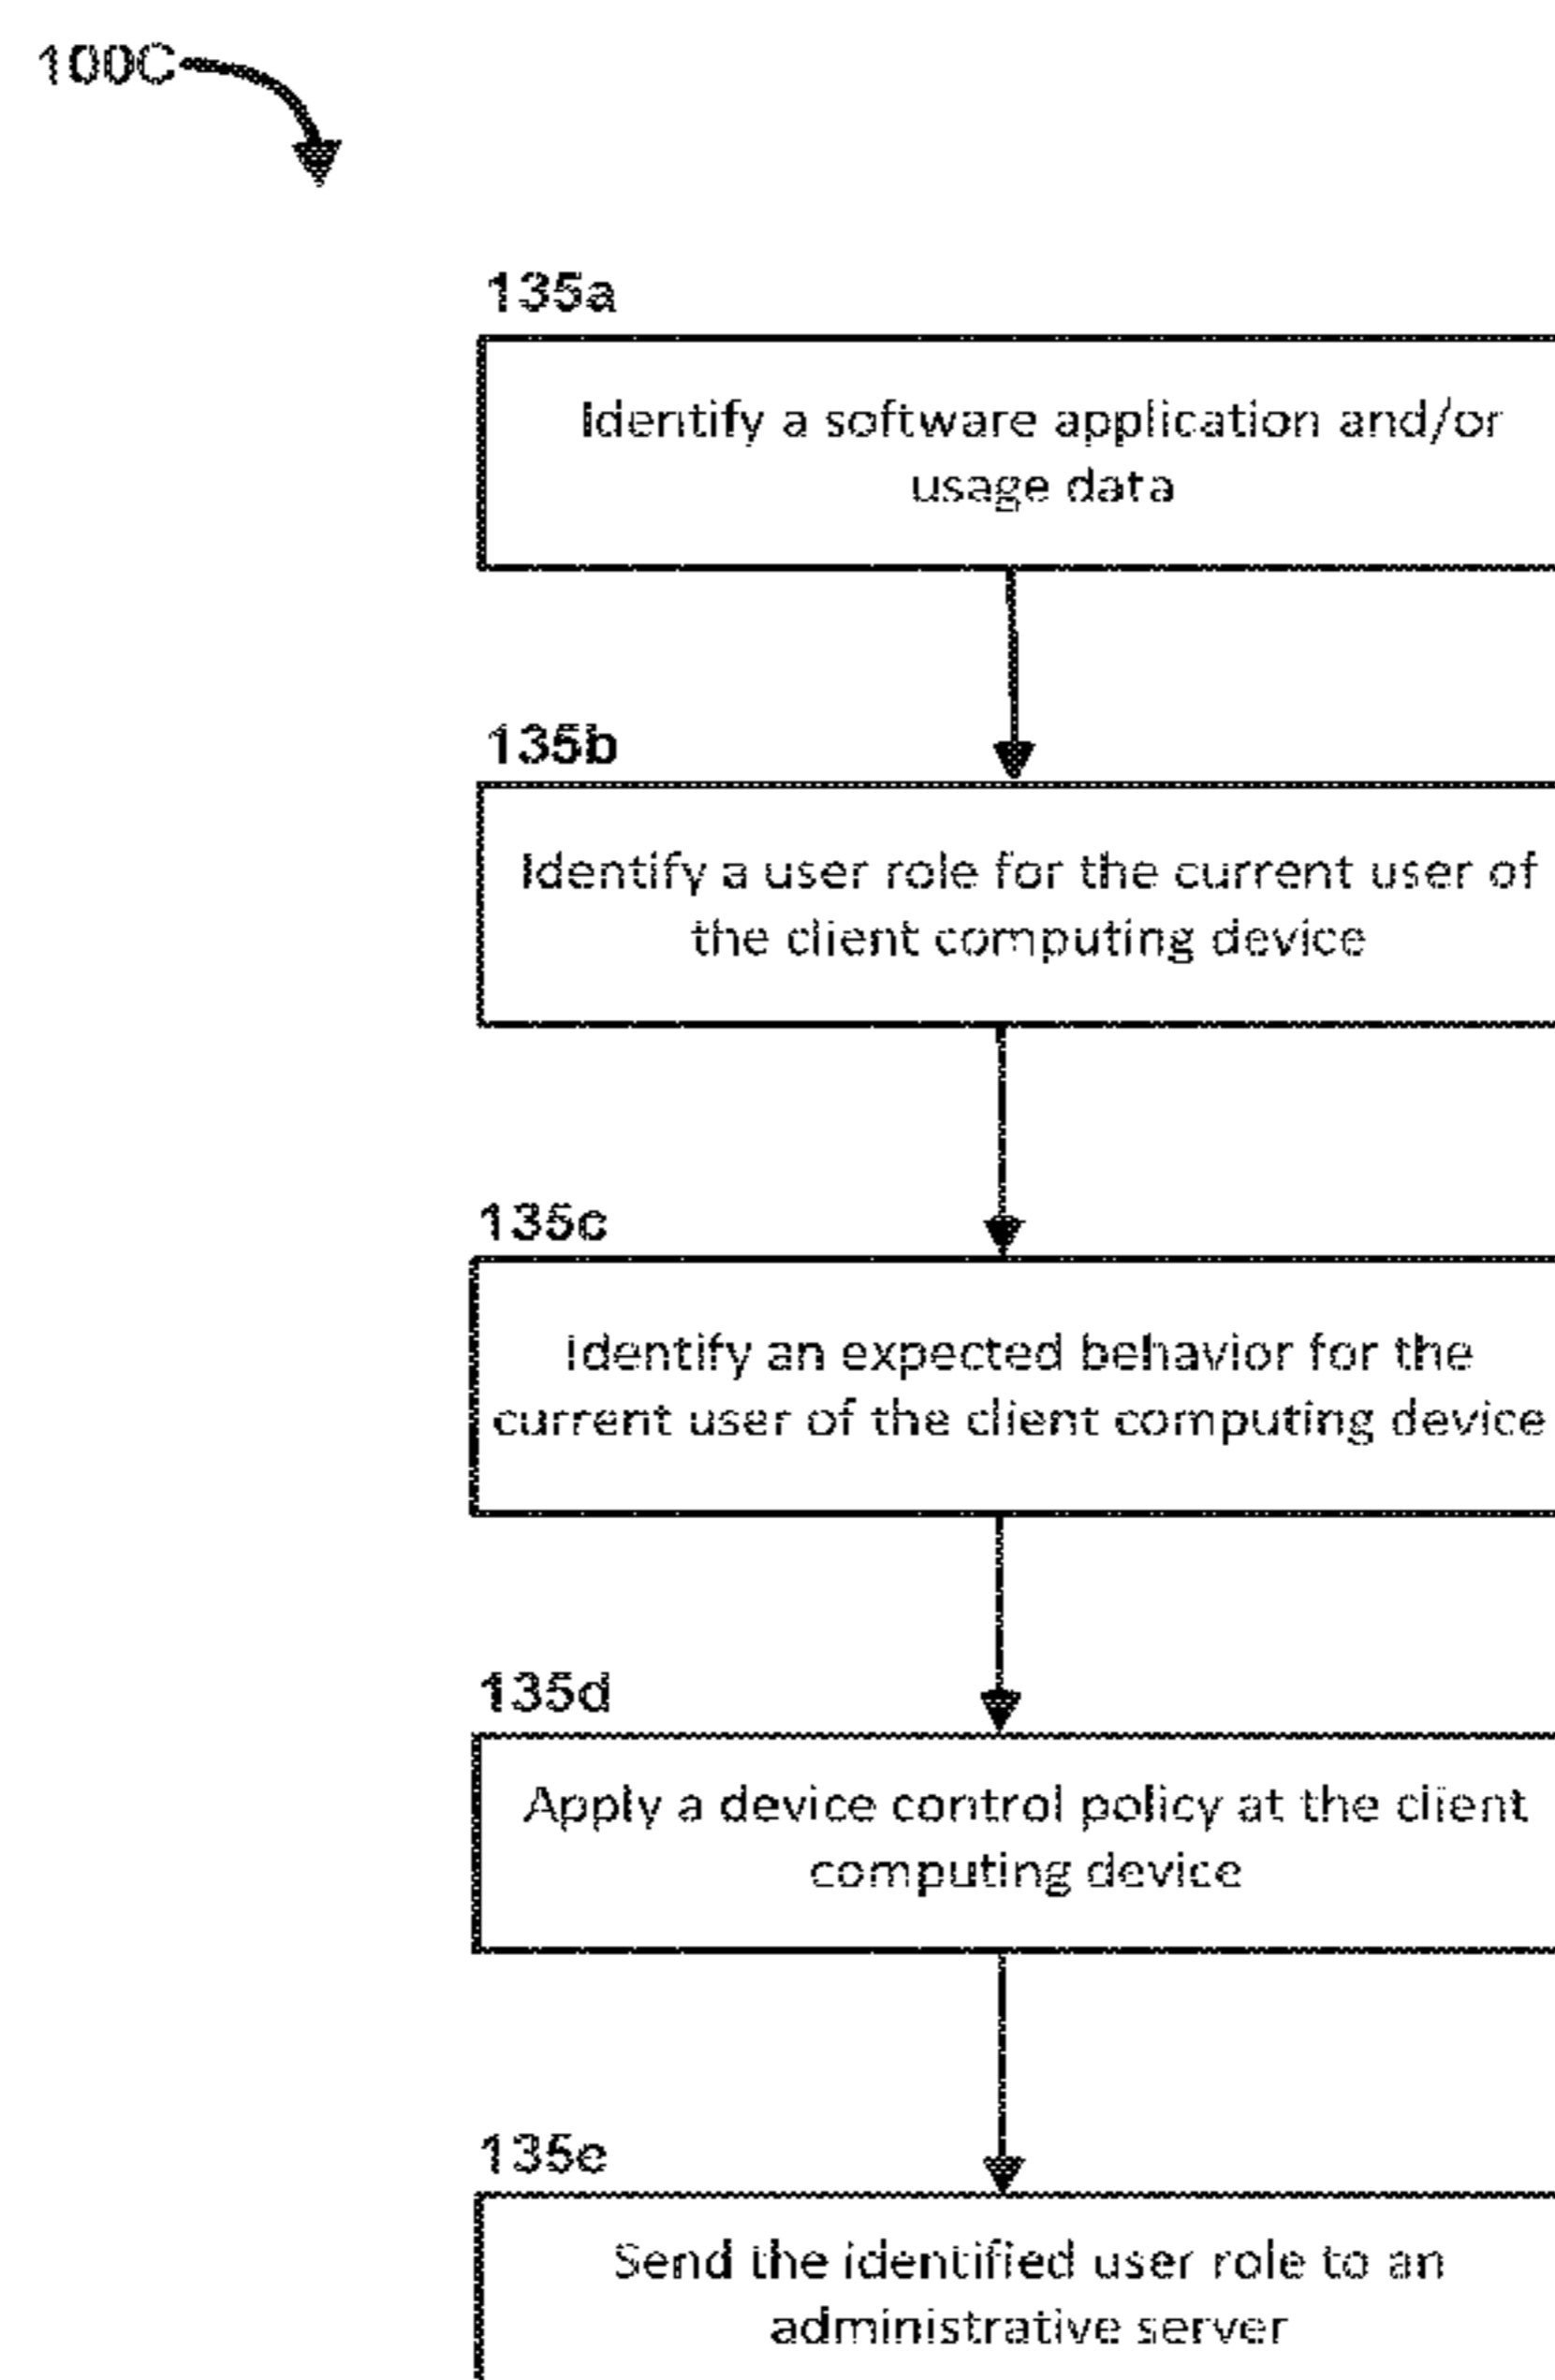 100C
135a
Identify a software application and/or
usage data
135b
Identify a user role for the current user of
the client computing device
135c
Identify an expected behavior for the
current user of the client computing device
135d
Apply a device control policy at the client
computing device
135e
Send the identified user role to an
administrative server